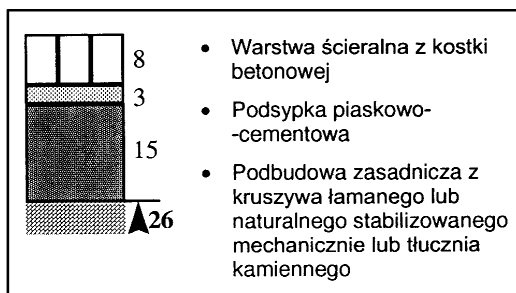 8
3
15
26
• Warstwa ścieralna z kostki
betonowej
• Podsypka piaskowo-
-cementowa
• Podbudowa zasadnicza z
kruszywa łamanego lub
naturalnego stabilizowanego
mechanicznie lub tłucznia
kamiennego